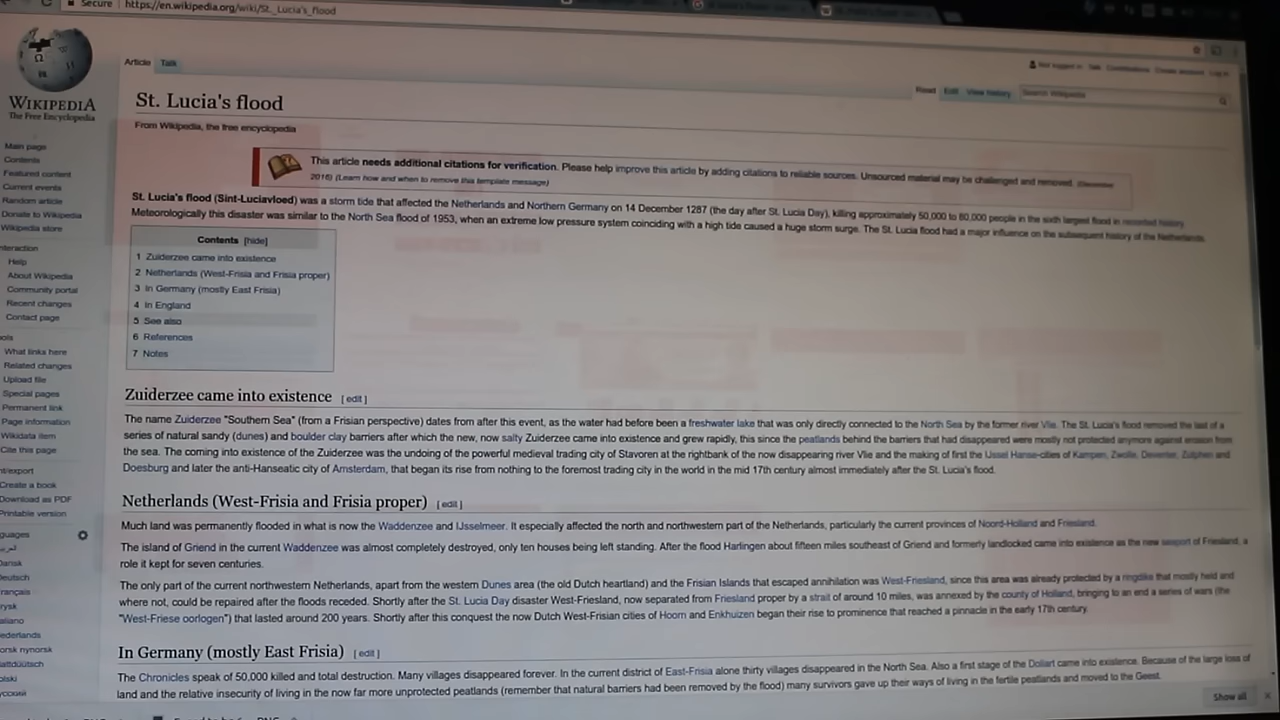 Secure https://en.wikipedia.org/wiki/St._Lucia's_flood
WIKIPEDIA
The Free Encyclopedia
Main page
Contents
Featured content
Current events
Random article
Donate to Wikipedia
Wikipedia store
Interaction
Help
About Wikipedia
Community portal
Recent changes
Contact page
What links here
Related changes
Upload file
Special pages
Permanent link
Page information
Wikidata item
Cite this page
Create a book
Download as PDF
Printable version
Article Talk
Not logged in Talk Contributions Create account Log in
Read Edit View history Search Wikipedia
St. Lucia's flood
From Wikipedia, the free encyclopedia
This article needs additional citations for verification. Please help improve this article by adding citations to reliable sources. Unsourced material may be challenged and removed. (December
2016) (Learn how and when to remove this template message)
St. Lucia's flood (Sint-Luciavloed) was a storm tide that affected the Netherlands and Northern Germany on 14 December 1287 (the day after St. Lucia Day), killing approximately 50,000 to 80,000 people in the sixth largest flood in recorded history.
Meteorologically this disaster was similar to the North Sea flood of 1953, when an extreme low pressure system coinciding with a high tide caused a huge storm surge. The St. Lucia flood had a major influence on the subsequent history of the Netherlands.
Contents [hide]
1 Zuiderzee came into existence
2 Netherlands (West-Frisia and Frisia proper)
3 In Germany (mostly East Frisia)
4 In England
5 See also
6 References
7 Notes
Zuiderzee came into existence [edit]
The name Zuiderzee "Southern Sea" (from a Frisian perspective) dates from after this event, as the water had before been a freshwater lake that was only directly connected to the North Sea by the former river Vlie. The St. Lucia's flood removed the last of a
series of natural sandy (dunes) and boulder clay barriers after which the new, now salty Zuiderzee came into existence and grew rapidly, this since the peatlands behind the barriers that had disappeared were mostly not protected anymore against erosion from
the sea. The coming into existence of the Zuiderzee was the undoing of the powerful medieval trading city of Stavoren at the rightbank of the now disappearing river Vlie and the making of first the IJssel Hanse-cities of Kampen, Zwolle, Deventer, Zutphen and
Doesburg and later the anti-Hanseatic city of Amsterdam, that began its rise from nothing to the foremost trading city in the world in the mid 17th century almost immediately after the St. Lucia's flood.
Netherlands (West-Frisia and Frisia proper) [edit]
Much land was permanently flooded in what is now the Waddenzee and IJsselmeer. It especially affected the north and northwestern part of the Netherlands, particularly the current provinces of Noord-Holland and Friesland.
The island of Griend in the current Waddenzee was almost completely destroyed, only ten houses being left standing. After the flood Harlingen about fifteen miles southeast of Griend and formerly landlocked came into existence as the new seaport of Friesland, a
role it kept for seven centuries.
The only part of the current northwestern Netherlands, apart from the western Dunes area (the old Dutch heartland) and the Frisian Islands that escaped annihilation was West-Friesland, since this area was already protected by a ringdike that mostly held and
where not, could be repaired after the floods receded. Shortly after the St. Lucia Day disaster West-Friesland, now separated from Friesland proper by a strait of around 10 miles, was annexed by the county of Holland, bringing to an end a series of wars (the
"West-Friese oorlogen") that lasted around 200 years. Shortly after this conquest the now Dutch West-Frisian cities of Hoorn and Enkhuizen began their rise to prominence that reached a pinnacle in the early 17th century.
In Germany (mostly East Frisia) [edit]
The Chronicles speak of 50,000 killed and total destruction. Many villages disappeared forever. In the current district of East-Frisia alone thirty villages disappeared in the North Sea. Also a first stage of the Dollart came into existence. Because of the large loss of
land and the relative insecurity of living in the now far more unprotected peatlands (remember that natural barriers had been removed by the flood) many survivors gave up their ways of living in the fertile peatlands and moved to the Geest.
Show all